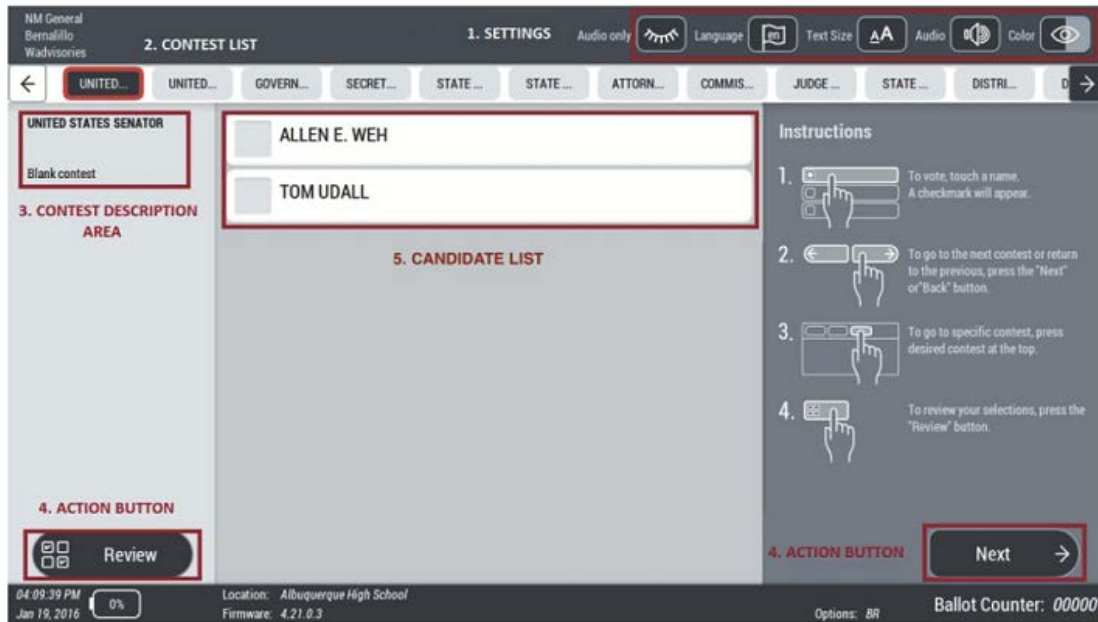 NM General
Bernalillo
Wadvisories
2. CONTEST LIST
1. SETTINGS
Audio only
Language
en
Text Size
AA
Audio
Color
UNITED...
UNITED...
GOVERN...
SECRET...
STATE ...
STATE ...
ATTORN...
COMMIS...
JUDGE ...
STATE ...
DISTRI...
D
UNITED STATES SENATOR
Blank contest
3. CONTEST DESCRIPTION
AREA
ALLEN E. WEH
TOM UDALL
5. CANDIDATE LIST
Instructions
1.
To vote, touch a name.
A checkmark will appear.
2.
To go to the next contest or return
to the previous, press the "Next"
or"Back" button.
3.
To go to specific contest, press
desired contest at the top.
4.
To review your selections, press the
"Review" button.
4. ACTION BUTTON
Review
4. ACTION BUTTON
Next
04:09:39 PM
Jan 19, 2016
0%
Location: Albuquerque High School
Firmware: 4.21.0.3
Options: BR
Ballot Counter: 00000